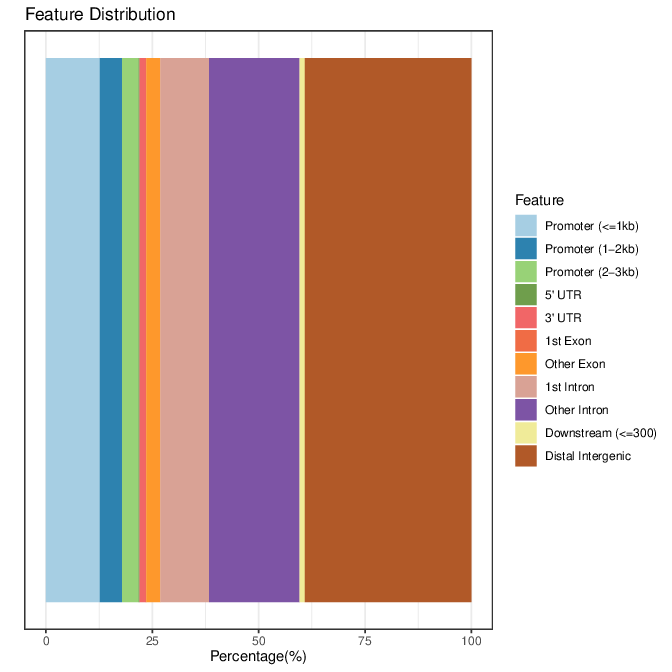 Feature Distribution
0 25 50 75 100
Percentage(%)
Feature
Promoter (<=1kb)
Promoter (1−2kb)
Promoter (2−3kb)
5' UTR
3' UTR
1st Exon
Other Exon
1st Intron
Other Intron
Downstream (<=300)
Distal Intergenic